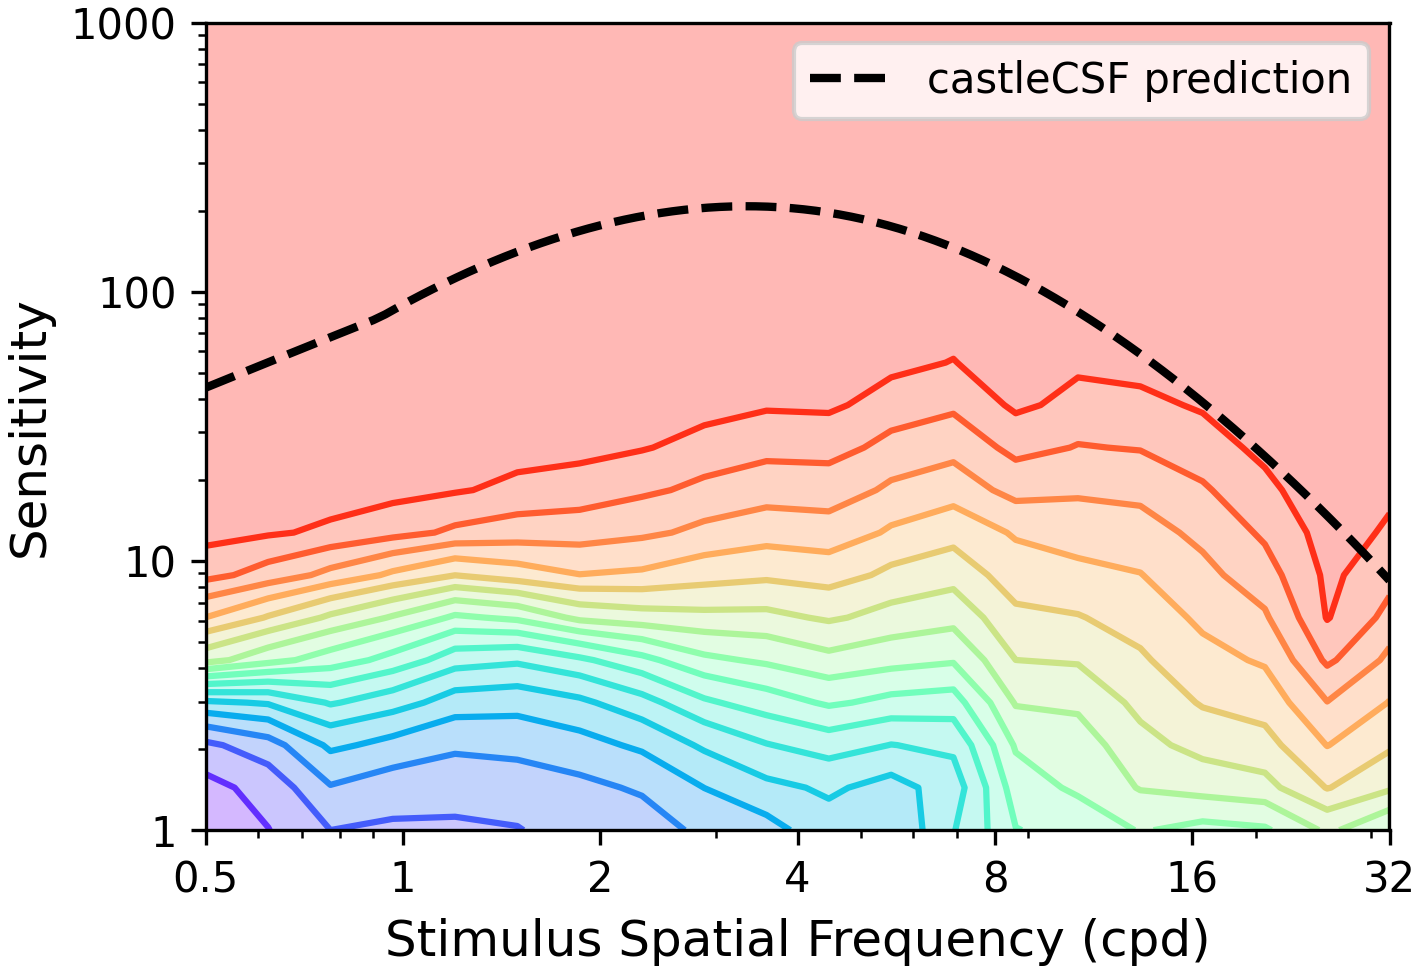 1000
100
10
1
Sensitivity
castleCSF prediction
0.5 1 2 4 8 16 32
Stimulus Spatial Frequency (cpd)